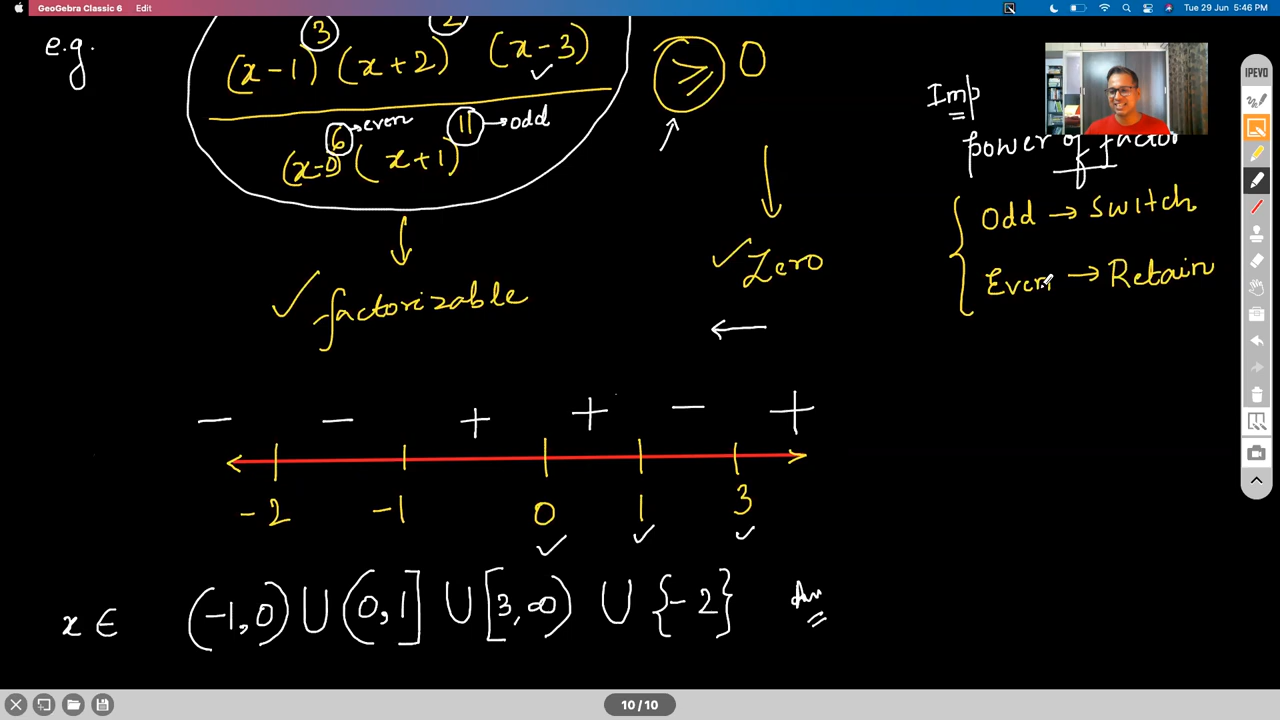 GeoGebra Classic 6 Edit Tue 29 Jun 5:46 PM
e.g.
(x-1)³ (x+2)² (x-3) ≥ 0
(x-0)⁶ → even (x+1)¹¹ → odd
IPEVO
Imp
power of factor
Odd → Switch
Even → Retain
✓ factorizable
✓ Zero
←
− − + + − +
-2 -1 0 1 3
x ∈ (-1,0) ∪ (0,1] ∪ [3,∞) ∪ {-2} An
10 / 10